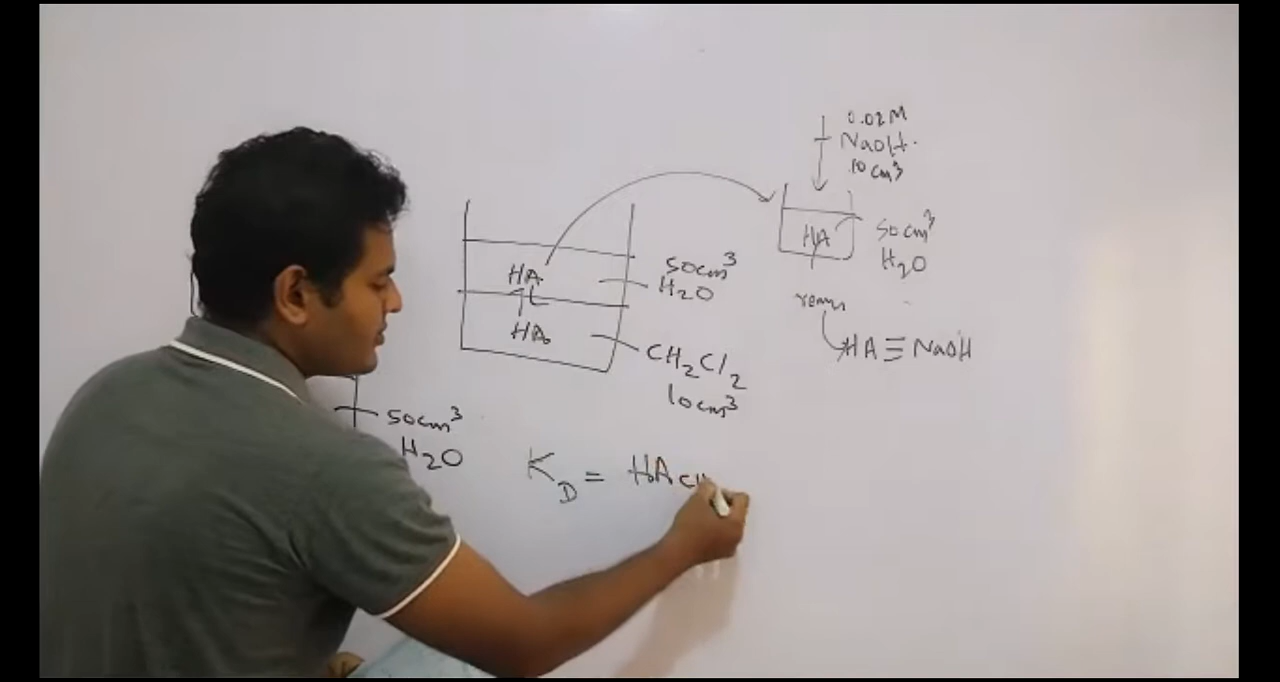 0.02M
NaOH.
10 cm³
HA
50 cm³
H₂O
HA
50cm³
H₂O
HA
CH₂Cl₂
10cm³
HA ≡ NaOH
50cm³
H₂O
K_D = HA